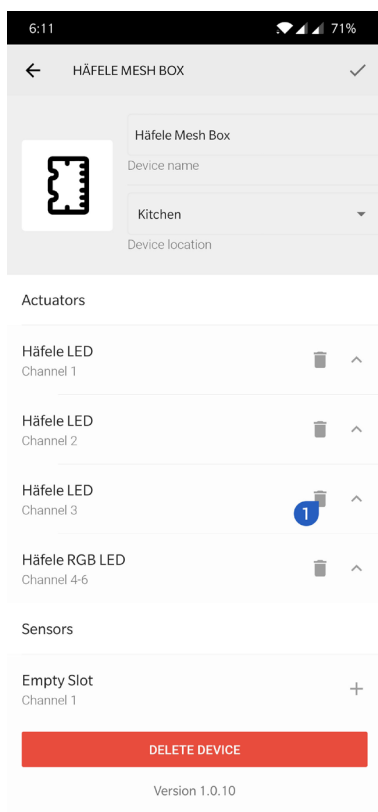 6:11
71%
HÄFELE MESH BOX
Häfele Mesh Box
Device name
Kitchen
Device location
Actuators
Häfele LED
Channel 1
Häfele LED
Channel 2
Häfele LED
Channel 3
1
Häfele RGB LED
Channel 4-6
Sensors
Empty Slot
Channel 1
DELETE DEVICE
Version 1.0.10